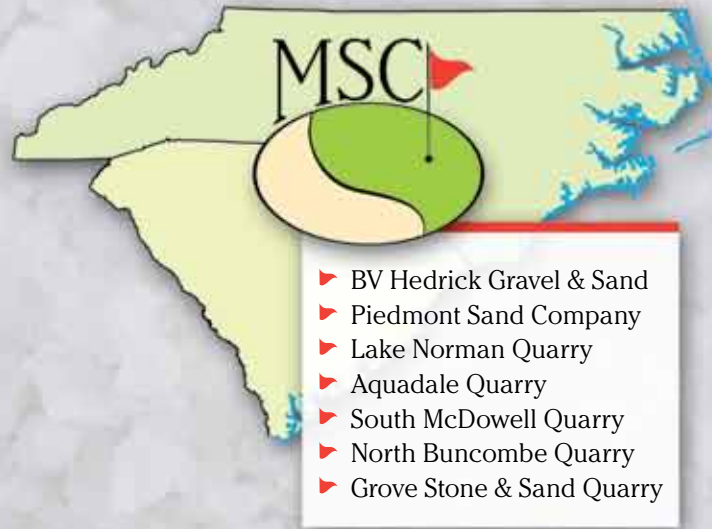 MSC
BV Hedrick Gravel & Sand
Piedmont Sand Company
Lake Norman Quarry
Aquadale Quarry
South McDowell Quarry
North Buncombe Quarry
Grove Stone & Sand Quarry